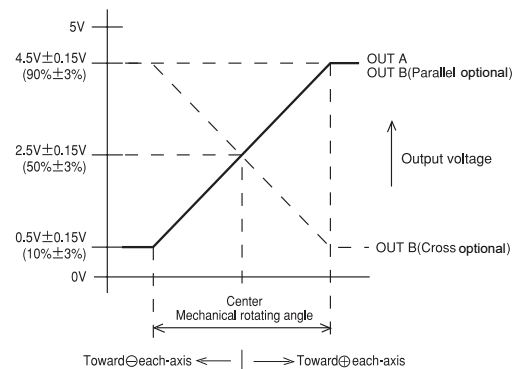 5V
4.5V±0.15V
(90%±3%)
OUT A
OUT B(Parallel optional)
2.5V±0.15V
(50%±3%)
Output voltage
0.5V±0.15V
(10%±3%)
OUT B(Cross optional)
0V
Center
Mechanical rotating angle
Toward⊖each-axis
Toward⊕each-axis